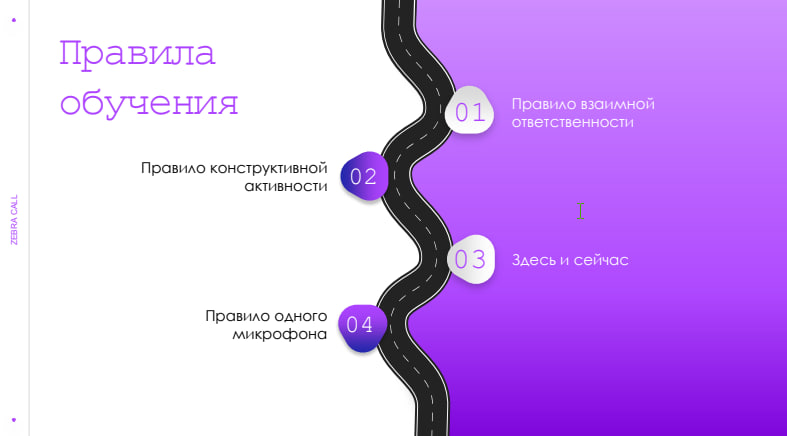 Правила
обучения
01
Правило взаимной
ответственности
Правило конструктивной
активности
02
03
Здесь и сейчас
Правило одного
микрофона
04
ZEBRA CALL